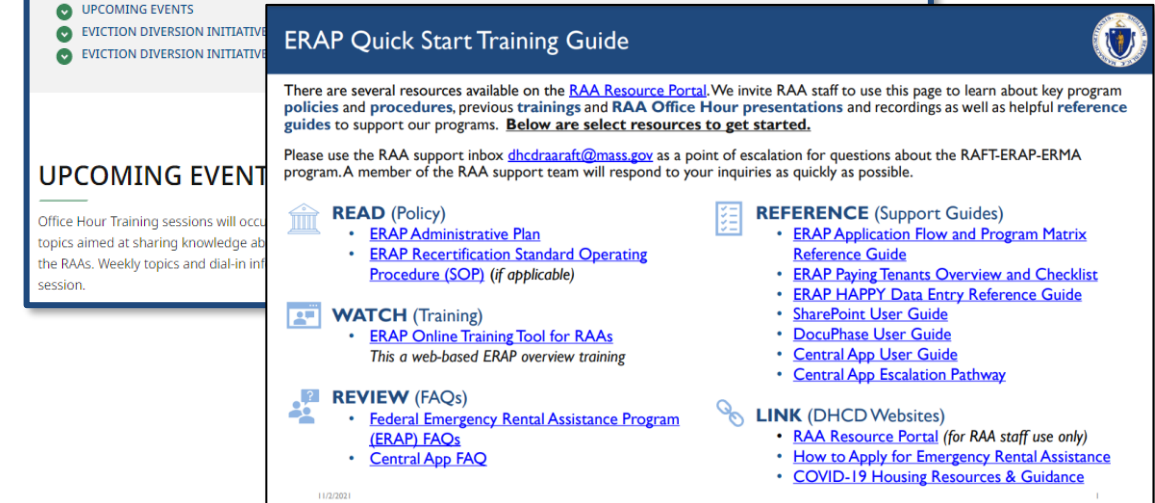 UPCOMING EVENTS
EVICTION DIVERSION INITIATIVE
EVICTION DIVERSION INITIATIVE
UPCOMING EVENT
Office Hour Training sessions will occu
topics aimed at sharing knowledge ab
the RAAs. Weekly topics and dial-in inf
session.
ERAP Quick Start Training Guide
There are several resources available on the RAA Resource Portal. We invite RAA staff to use this page to learn about key program
policies and procedures, previous trainings and RAA Office Hour presentations and recordings as well as helpful reference
guides to support our programs. Below are select resources to get started.
Please use the RAA support inbox dhcdraaraft@mass.gov as a point of escalation for questions about the RAFT-ERAP-ERMA
program. A member of the RAA support team will respond to your inquiries as quickly as possible.
READ (Policy)
• ERAP Administrative Plan
• ERAP Recertification Standard Operating
Procedure (SOP) (if applicable)
WATCH (Training)
• ERAP Online Training Tool for RAAs
This a web-based ERAP overview training
REVIEW (FAQs)
• Federal Emergency Rental Assistance Program
(ERAP) FAQs
• Central App FAQ
REFERENCE (Support Guides)
• ERAP Application Flow and Program Matrix
Reference Guide
• ERAP Paying Tenants Overview and Checklist
• ERAP HAPPY Data Entry Reference Guide
• SharePoint User Guide
• DocuPhase User Guide
• Central App User Guide
• Central App Escalation Pathway
LINK (DHCD Websites)
• RAA Resource Portal (for RAA staff use only)
• How to Apply for Emergency Rental Assistance
• COVID-19 Housing Resources & Guidance
11/2/2021
1